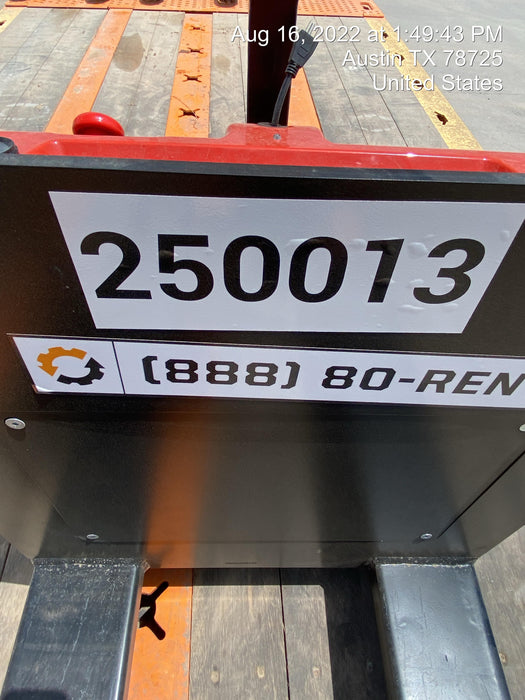 Aug 16, 2022 at 1:49:43 PM
Austin TX 78725
United States
250013
(888) 80-REN